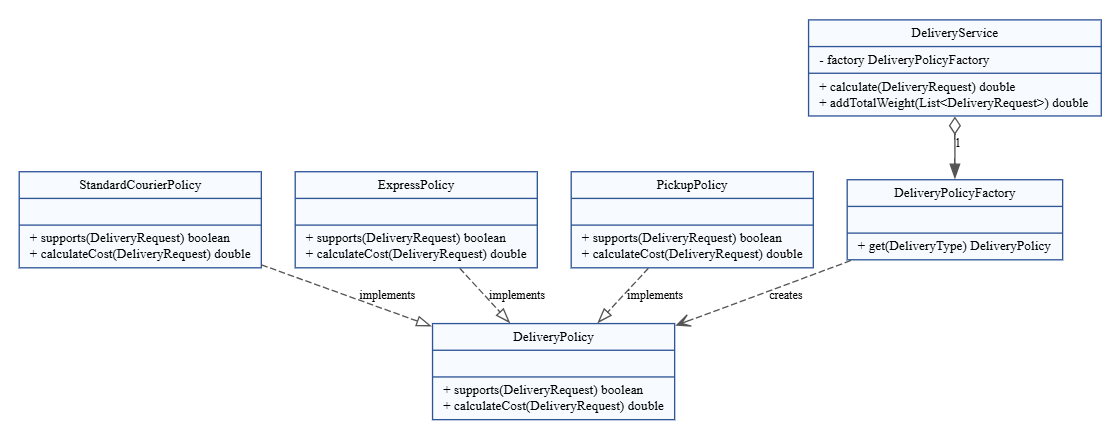 DeliveryService
- factory DeliveryPolicyFactory
+ calculate(DeliveryRequest) double
+ addTotalWeight(List<DeliveryRequest>) double
1
StandardCourierPolicy
+ supports(DeliveryRequest) boolean
+ calculateCost(DeliveryRequest) double
ExpressPolicy
+ supports(DeliveryRequest) boolean
+ calculateCost(DeliveryRequest) double
PickupPolicy
+ supports(DeliveryRequest) boolean
+ calculateCost(DeliveryRequest) double
DeliveryPolicyFactory
+ get(DeliveryType) DeliveryPolicy
implements
implements
implements
creates
DeliveryPolicy
+ supports(DeliveryRequest) boolean
+ calculateCost(DeliveryRequest) double